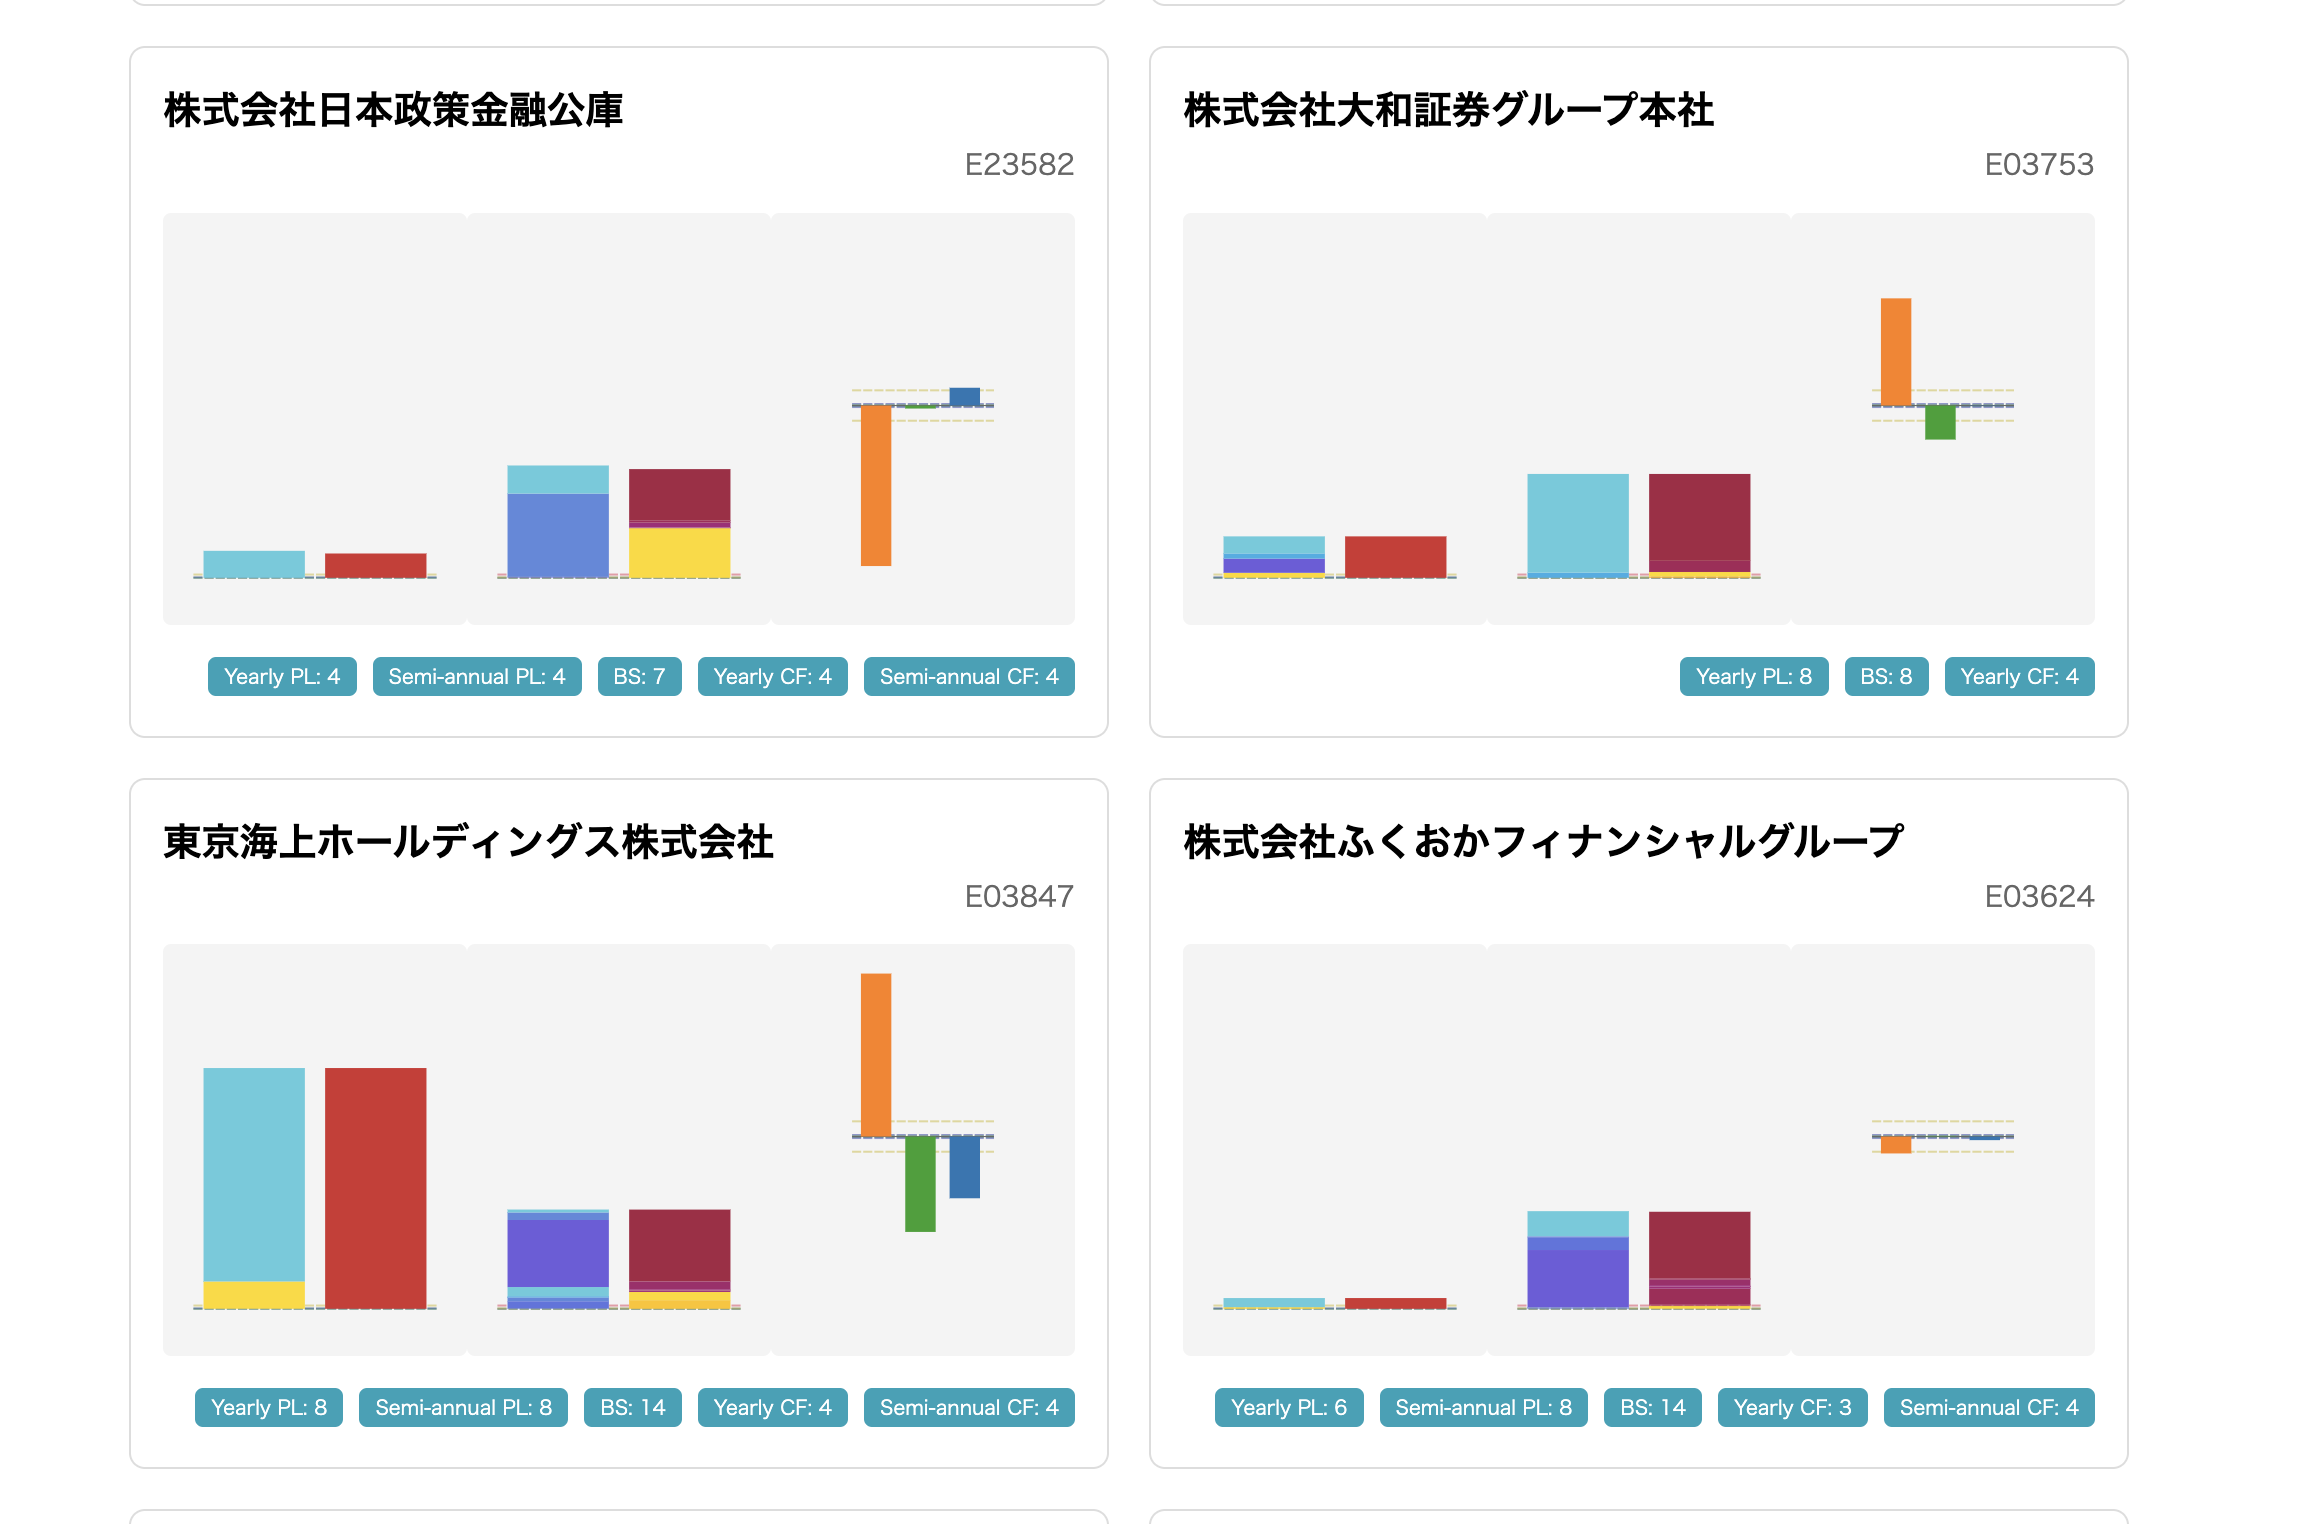 株式会社日本政策金融公庫
E23582
Yearly PL: 4 Semi-annual PL: 4 BS: 7 Yearly CF: 4 Semi-annual CF: 4
株式会社大和証券グループ本社
E03753
Yearly PL: 8 BS: 8 Yearly CF: 4
東京海上ホールディングス株式会社
E03847
Yearly PL: 8 Semi-annual PL: 8 BS: 14 Yearly CF: 4 Semi-annual CF: 4
株式会社ふくおかフィナンシャルグループ
E03624
Yearly PL: 6 Semi-annual PL: 8 BS: 14 Yearly CF: 3 Semi-annual CF: 4